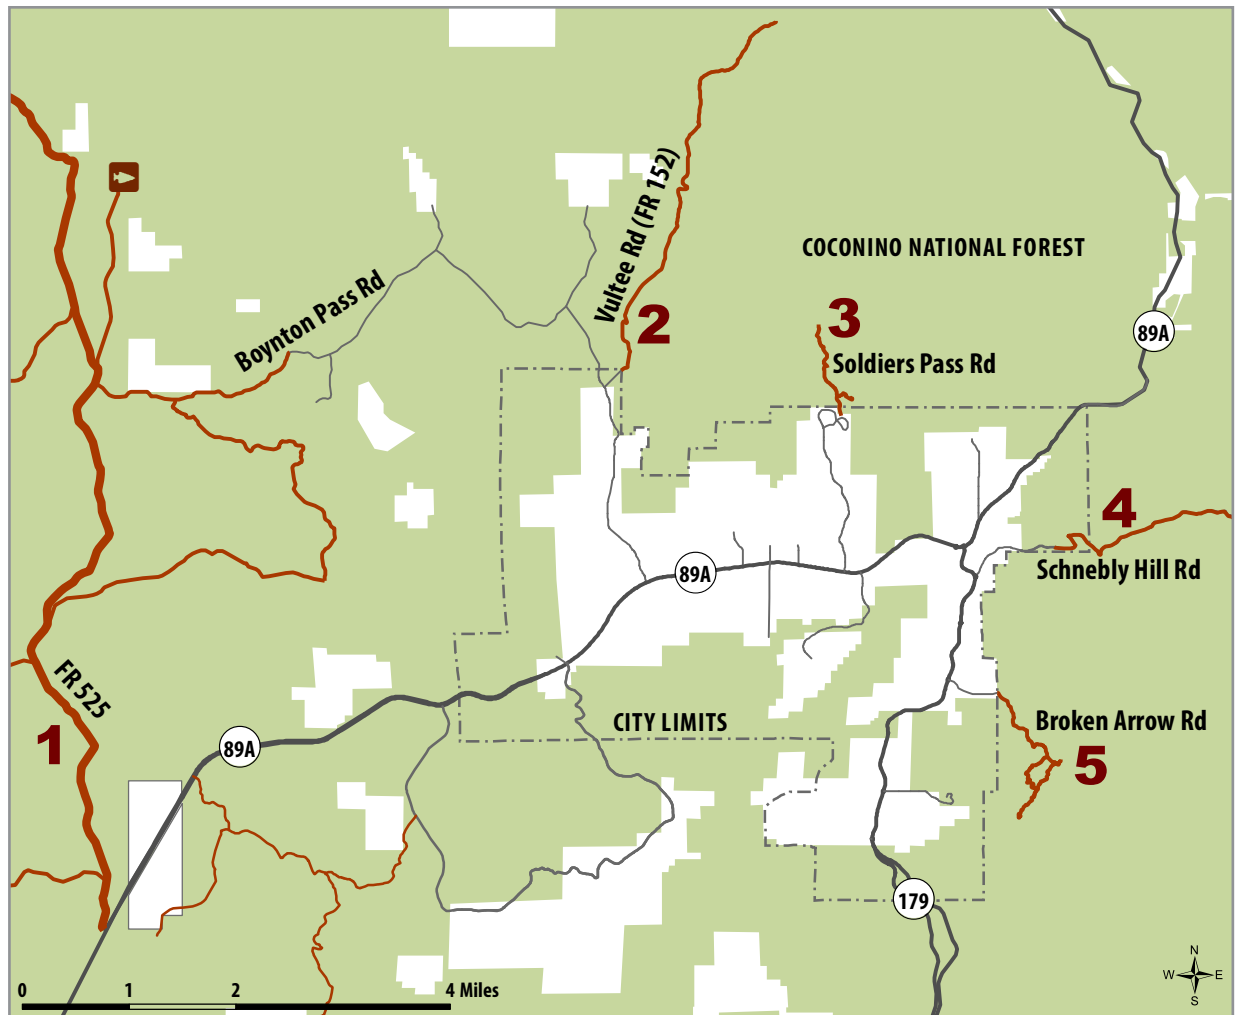 Vultee Rd (FR 152)
COCONINO NATIONAL FOREST
2
3
89A
Boynton Pass Rd
Soldiers Pass Rd
4
89A
Schnebly Hill Rd
FR 525
1
89A
CITY LIMITS
Broken Arrow Rd
5
179
N
W E
S
0 1 2 4 Miles